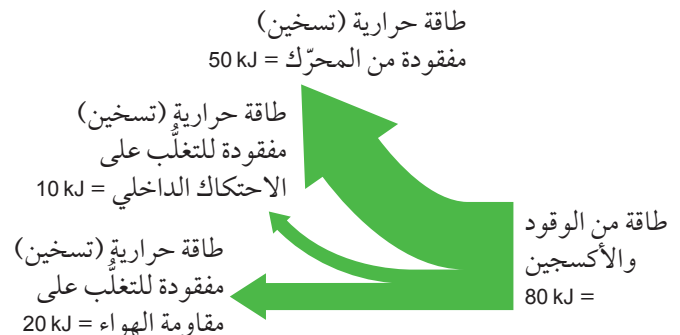 طاقة حرارية (تسخين)
مفقودة من المحرّك = 50 kJ
طاقة حرارية (تسخين)
مفقودة للتغلُّب على
الاحتكاك الداخلي = 10 kJ
طاقة من الوقود
والأكسجين
= 80 kJ
طاقة حرارية (تسخين)
مفقودة للتغلُّب على
مقاومة الهواء = 20 kJ